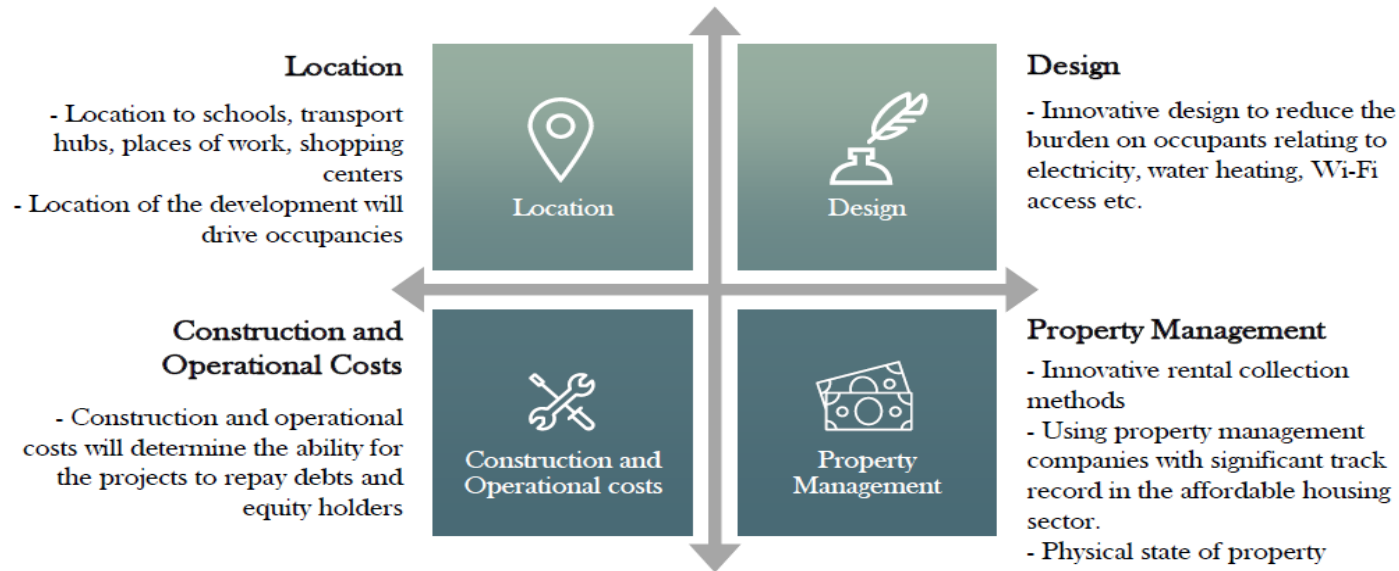 Location
- Location to schools, transport
hubs, places of work, shopping
centers
- Location of the development will
drive occupancies
Location
Design
Design
- Innovative design to reduce the
burden on occupants relating to
electricity, water heating, Wi-Fi
access etc.
Construction and
Operational Costs
- Construction and operational
costs will determine the ability for
the projects to repay debts and
equity holders
Construction and
Operational costs
Property
Management
Property Management
- Innovative rental collection
methods
- Using property management
companies with significant track
record in the affordable housing
sector.
- Physical state of property